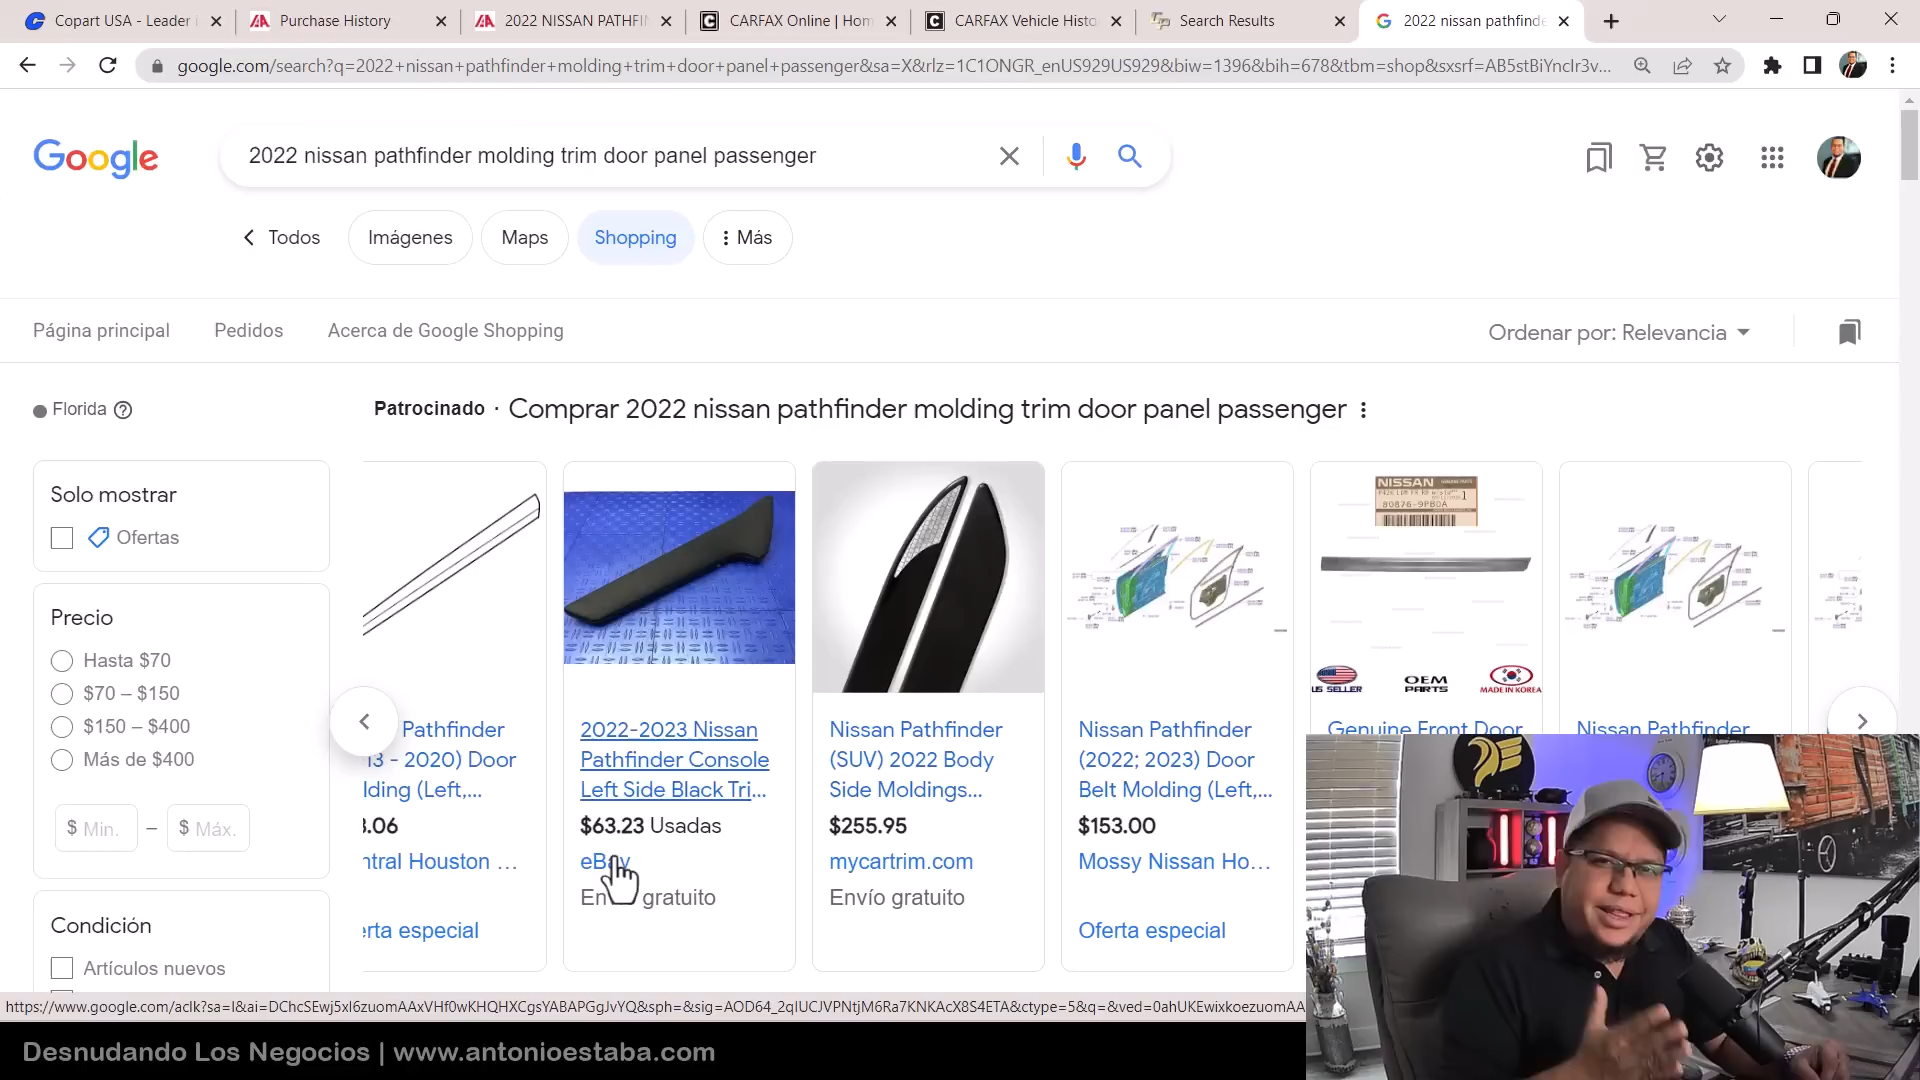 Copart USA - Leader
Purchase History
2022 NISSAN PATHFIN
CARFAX Online | Hom
CARFAX Vehicle Histo
Search Results
2022 nissan pathfinde
google.com/search?q=2022+nissan+pathfinder+molding+trim+door+panel+passenger&sa=X&rlz=1C1ONGR_enUS929US929&biw=1396&bih=678&tbm=shop&sxsrf=AB5stBiYncIr3v...
Google
2022 nissan pathfinder molding trim door panel passenger
Todos
Imágenes
Maps
Shopping
Más
Página principal
Pedidos
Acerca de Google Shopping
Ordenar por: Relevancia
Florida
Patrocinado · Comprar 2022 nissan pathfinder molding trim door panel passenger
Solo mostrar
Ofertas
Precio
Hasta $70
$70 – $150
$150 – $400
Más de $400
$ Min. – $ Máx.
Condición
Artículos nuevos
Pathfinder
13 - 2020) Door
lding (Left,...
3.06
ntral Houston ...
erta especial
2022-2023 Nissan
Pathfinder Console
Left Side Black Tri...
$63.23 Usadas
eBay
gratuito
Nissan Pathfinder
(SUV) 2022 Body
Side Moldings...
$255.95
mycartrim.com
Envío gratuito
Nissan Pathfinder
(2022; 2023) Door
Belt Molding (Left,...
$153.00
Mossy Nissan Ho...
Oferta especial
NISSAN
80876-9PB0A
US SELLER
OEM
PARTS
MADE IN KOREA
Genuine Front Door
Nissan Pathfinder
https://www.google.com/aclk?sa=l&ai=DChcSEwj5xI6zuomAAxVHf0wKHQHXCgsYABAPGgJvYQ&sph=&sig=AOD64_2qIUCJVPNtjM6Ra7KNKAcX8S4ETA&ctype=5&q=&ved=0ahUKEwixkoezuomAA
Desnudando Los Negocios | www.antonioestaba.com